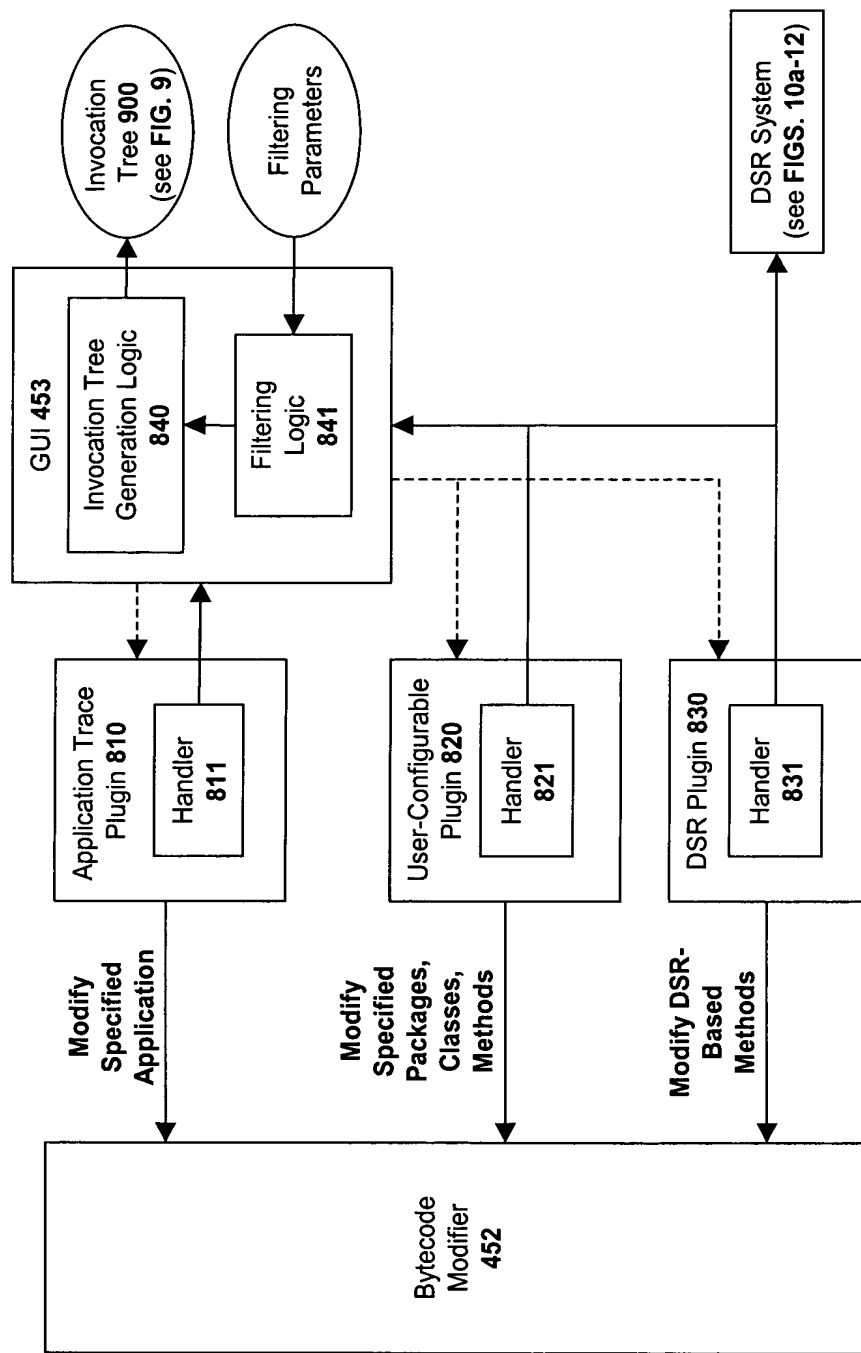 Invocation
Tree 900
(see FIG. 9)
Filtering
Parameters
DSR System
(see FIGS. 10a-12)
GUI 453
Invocation Tree
Generation Logic
840
Filtering
Logic
841
Application Trace
Plugin 810
Handler
811
User-Configurable
Plugin 820
Handler
821
DSR Plugin 830
Handler
831
Modify
Specified
Application
Modify
Specified
Packages,
Classes,
Methods
Modify DSR-
Based
Methods
Bytecode
Modifier
452